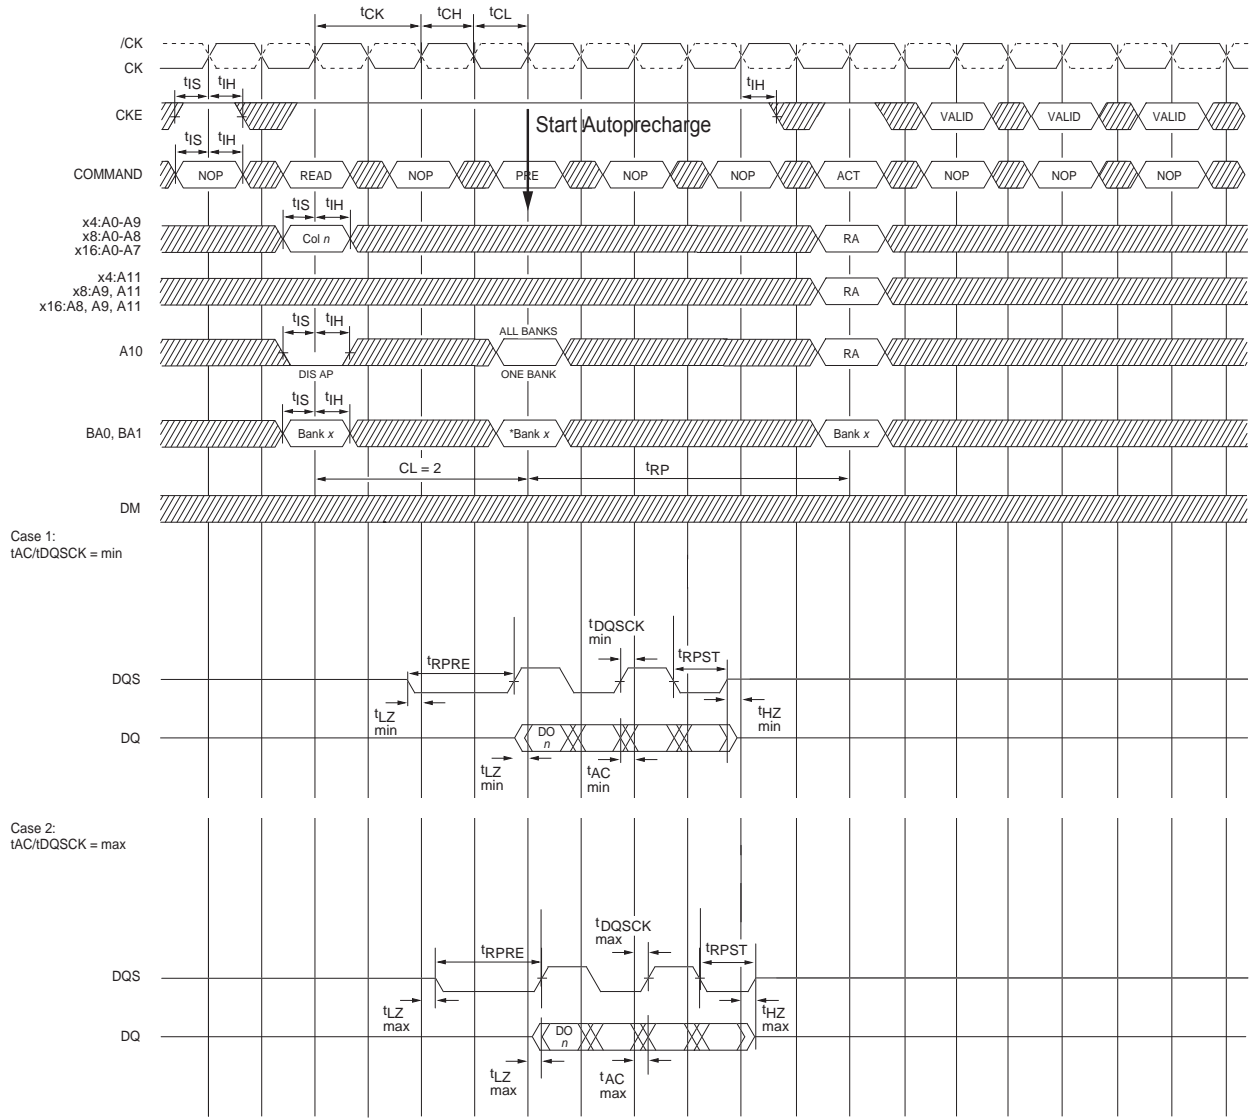 tCK tCH tCL
/CK
CK
tIS tIH tIH
CKE VALID VALID VALID
Start Autoprecharge
tIS tIH
COMMAND NOP READ NOP PRE NOP NOP ACT NOP NOP NOP
tIS tIH
x4:A0-A9
x8:A0-A8
x16:A0-A7
Col n RA
x4:A11
x8:A9, A11
x16:A8, A9, A11
RA
tIS tIH
ALL BANKS
A10 RA
DIS AP ONE BANK
tIS tIH
BA0, BA1 Bank x *Bank x Bank x
CL = 2 tRP
DM
Case 1:
tAC/tDQSCK = min
tDQSCK
min
tRPRE tRPST
DQS
tLZ
min
tHZ
min
DQ DO
n
tLZ
min
tAC
min
Case 2:
tAC/tDQSCK = max
tDQSCK
max
tRPRE tRPST
DQS
tLZ
max
tHZ
max
DQ DO
n
tLZ
max
tAC
max